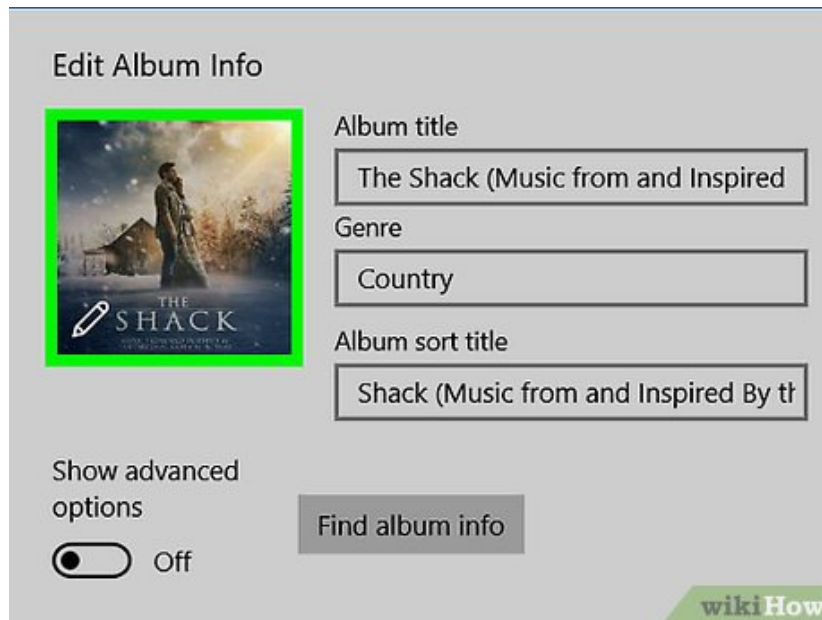 Edit Album Info
Album title
The Shack (Music from and Inspired
Genre
Country
Album sort title
Shack (Music from and Inspired By th
THE
SHACK
Show advanced
options
Off
Find album info
wikiHow